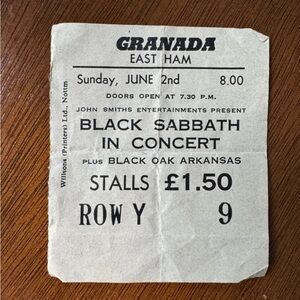 GRANADA
EAST HAM
Sunday, JUNE 2nd 8.00
DOORS OPEN AT 7.30 P.M.
JOHN SMITHS ENTERTAINMENTS PRESENT
BLACK SABBATH
IN CONCERT
PLUS BLACK OAK ARKANSAS
STALLS £1.50
ROW Y 9
Willsons (Printers) Ltd., Nottm